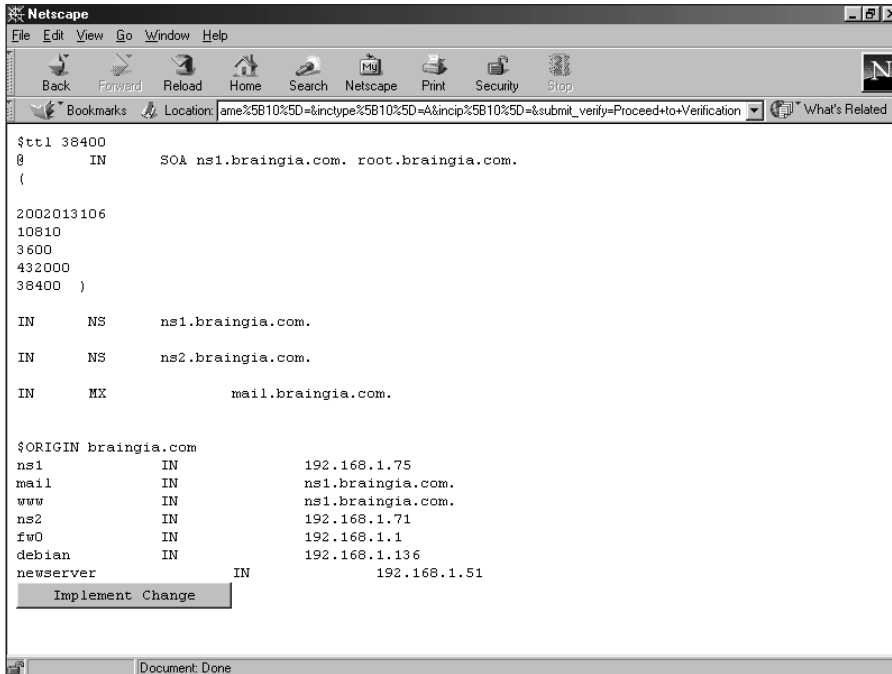 Netscape
File Edit View Go Window Help
Back Forward Reload Home Search Netscape Print Security Stop
My
N
Bookmarks Location: ame%5B10%5D=&inctype%5B10%5D=A&incip%5B10%5D=&submit_verify=Proceed+to+Verification What's Related
$ttl 38400
@ IN SOA ns1.braingia.com. root.braingia.com.
(
2002013106
10810
3600
432000
38400 )
IN NS ns1.braingia.com.
IN NS ns2.braingia.com.
IN MX mail.braingia.com.
$ORIGIN braingia.com
ns1 IN 192.168.1.75
mail IN ns1.braingia.com.
www IN ns1.braingia.com.
ns2 IN 192.168.1.71
fw0 IN 192.168.1.1
debian IN 192.168.1.136
newserver IN 192.168.1.51
Implement Change
Document: Done